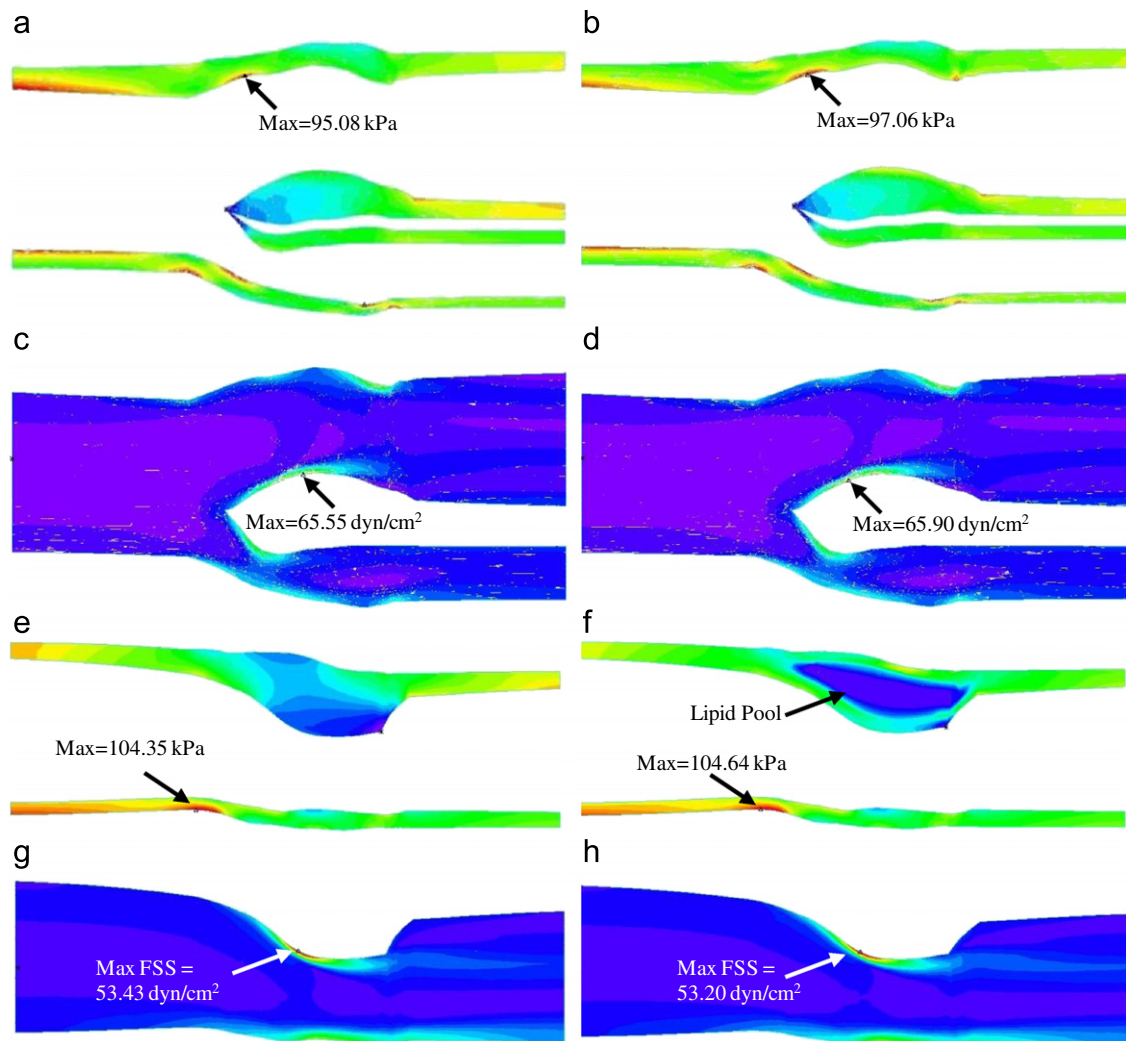 a
b
Max=95.08 kPa
Max=97.06 kPa
c
d
Max=65.55 dyn/cm²
Max=65.90 dyn/cm²
e
f
Lipid Pool
Max=104.35 kPa
Max=104.64 kPa
g
h
Max FSS =
53.43 dyn/cm²
Max FSS =
53.20 dyn/cm²